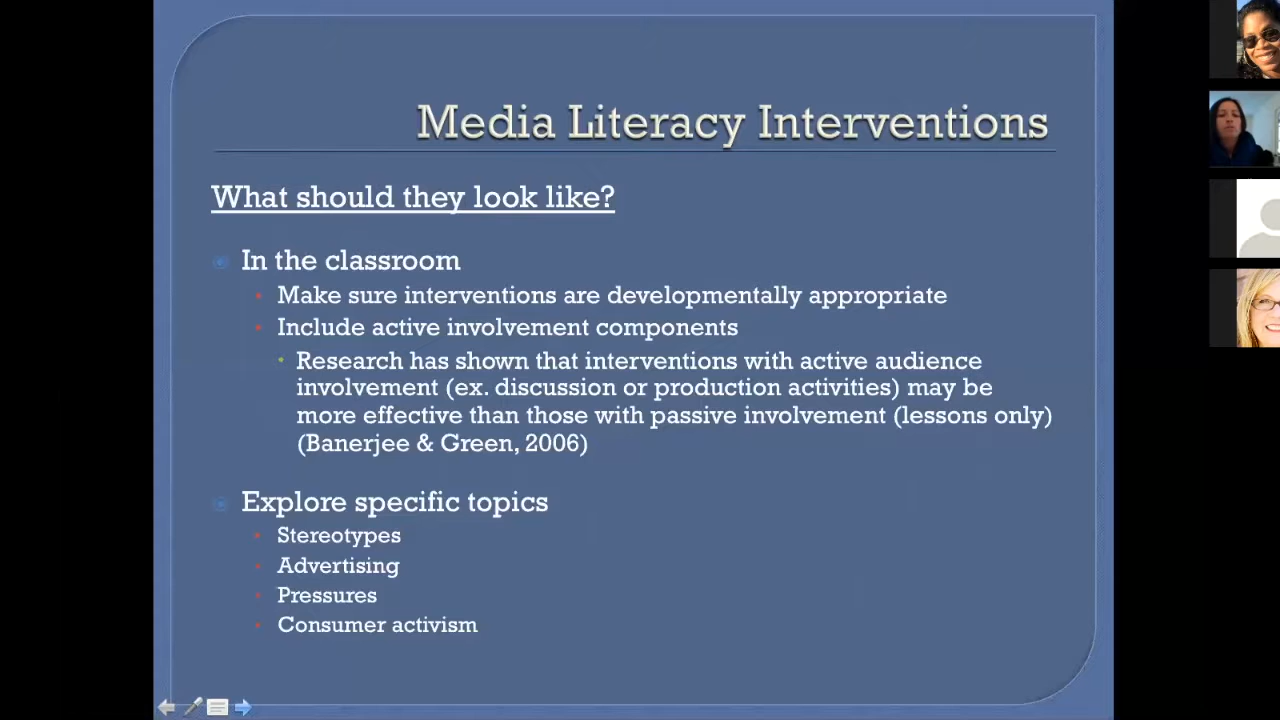 Media Literacy Interventions
What should they look like?
In the classroom
Make sure interventions are developmentally appropriate
Include active involvement components
Research has shown that interventions with active audience
involvement (ex. discussion or production activities) may be
more effective than those with passive involvement (lessons only)
(Banerjee & Green, 2006)
Explore specific topics
Stereotypes
Advertising
Pressures
Consumer activism